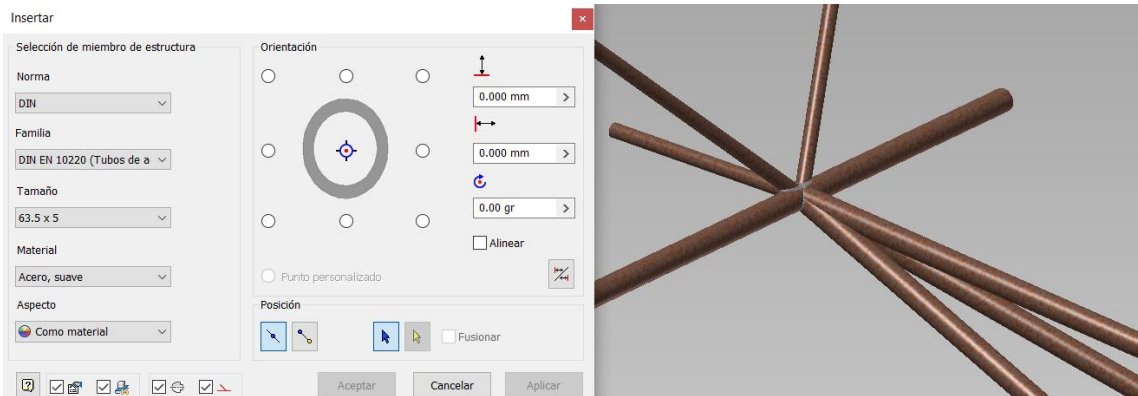 Insertar
Selección de miembro de estructura
Norma
DIN
Familia
DIN EN 10220 (Tubos de a
Tamaño
63.5 x 5
Material
Acero, suave
Aspecto
Como material
Orientación
0.000 mm
0.000 mm
0.00 gr
Alinear
Punto personalizado
Posición
Fusionar
Aceptar
Cancelar
Aplicar